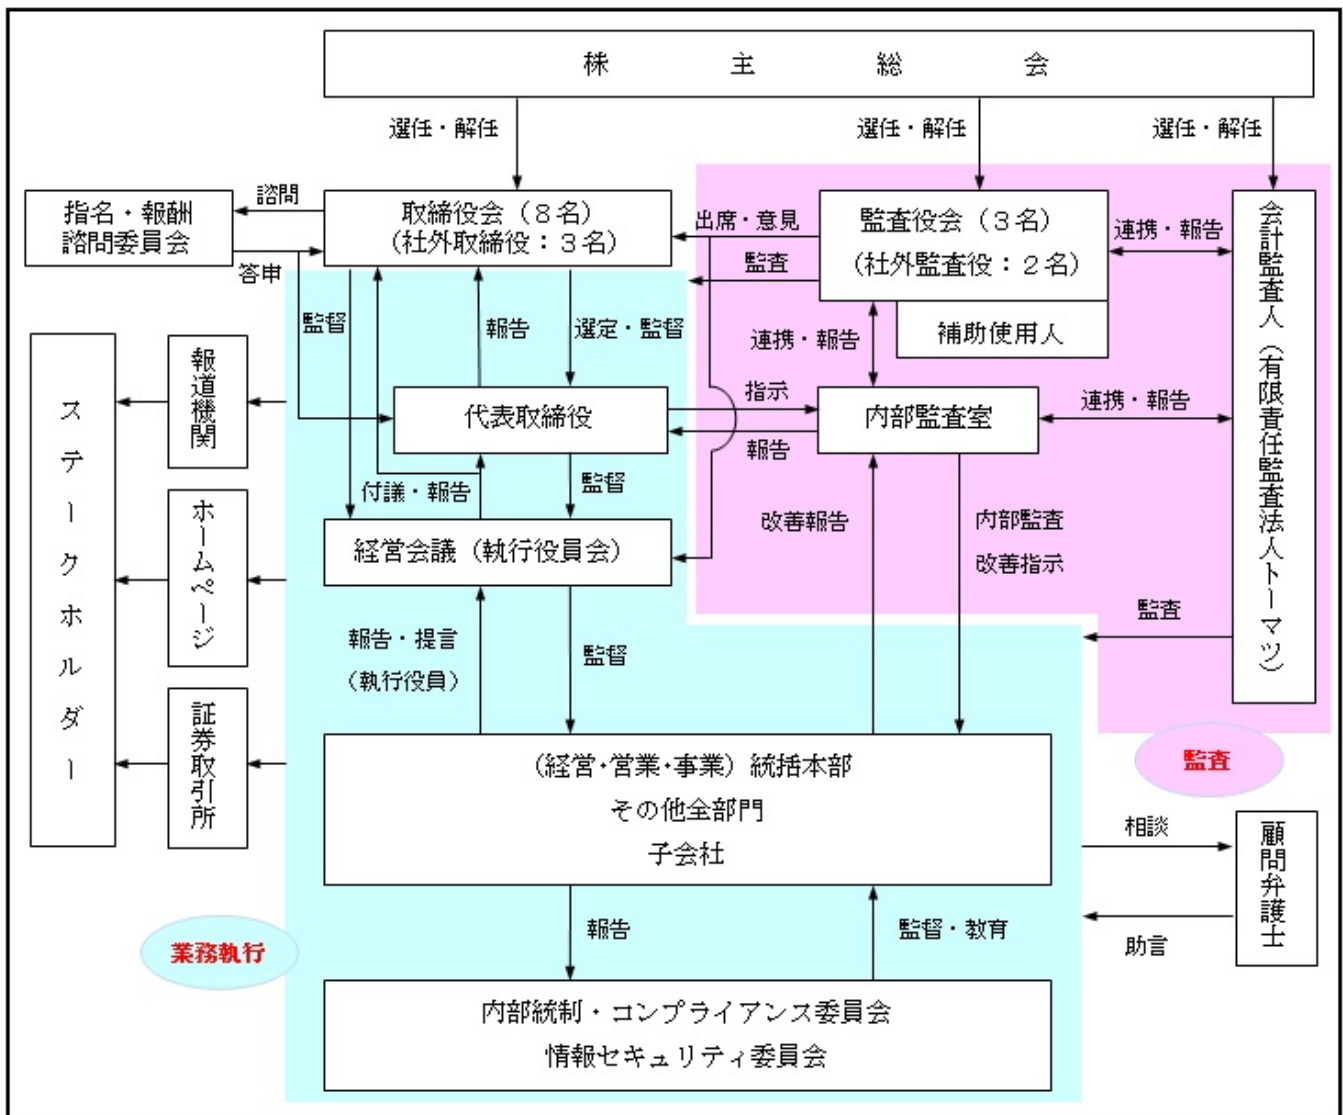 株主総会
選任・解任
選任・解任
選任・解任
指名・報酬
諮問委員会
諮問
答申
取締役会（８名）
（社外取締役：３名）
出席・意見
監査
監査役会（３名）
（社外監査役：２名）
補助使用人
連携・報告
会計監査人（有限責任監査法人トーマツ）
監督
報告
選定・監督
連携・報告
ステークホルダー
報道機関
ホームページ
証券取引所
代表取締役
指示
報告
内部監査室
連携・報告
付議・報告
監督
改善報告
内部監査
改善指示
経営会議（執行役員会）
監査
報告・提言
（執行役員）
監督
（経営・営業・事業）統括本部
その他全部門
子会社
監査
相談
助言
顧問弁護士
報告
監督・教育
業務執行
内部統制・コンプライアンス委員会
情報セキュリティ委員会